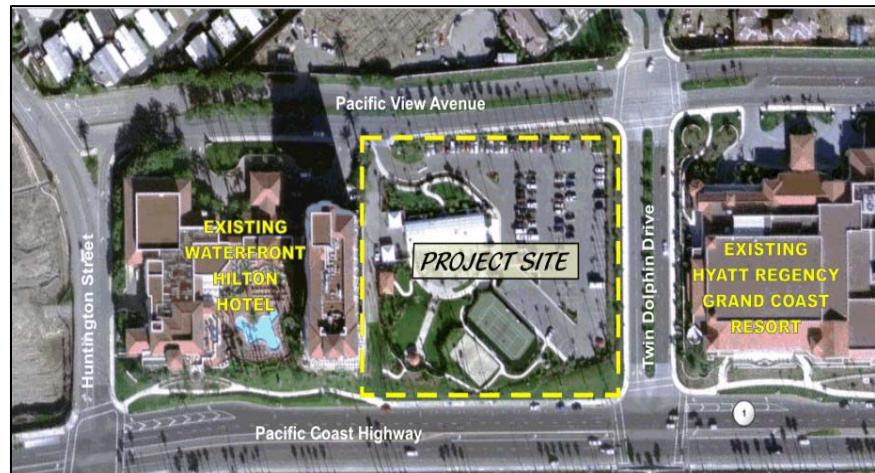 Pacific View Avenue
Huntington Street
EXISTING
WATERFRONT
HILTON
HOTEL
PROJECT SITE
Twin Dolphin Drive
EXISTING
HYATT REGENCY
GRAND COAST
RESORT
1
Pacific Coast Highway